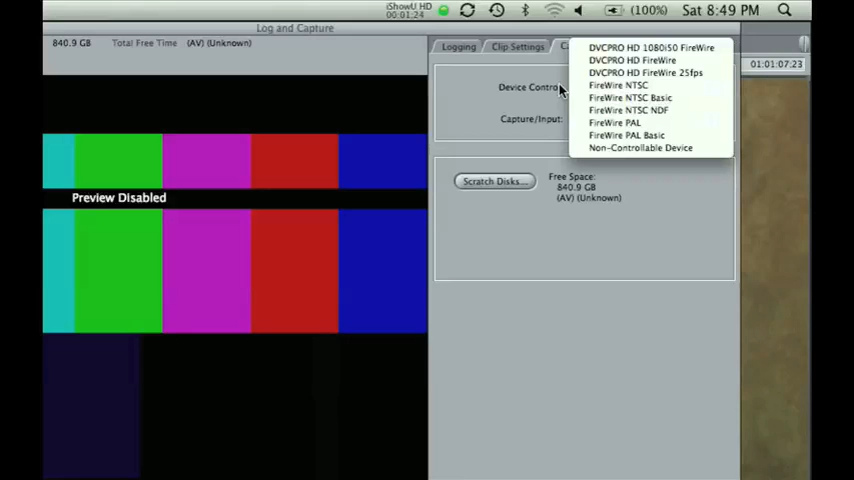 iShowU HD
00:01:24
(100%)
Sat 8:49 PM
Log and Capture
840.9 GB
Total Free Time
(AV) (Unknown)
Logging
Clip Settings
DVCPRO HD 1080i50 FireWire
DVCPRO HD FireWire
DVCPRO HD FireWire 25fps
FireWire NTSC
FireWire NTSC Basic
FireWire NTSC NDF
FireWire PAL
FireWire PAL Basic
Non-Controllable Device
01:01:07:23
Device Contro
Capture/Input:
Preview Disabled
Scratch Disks...
Free Space:
840.9 GB
(AV) (Unknown)